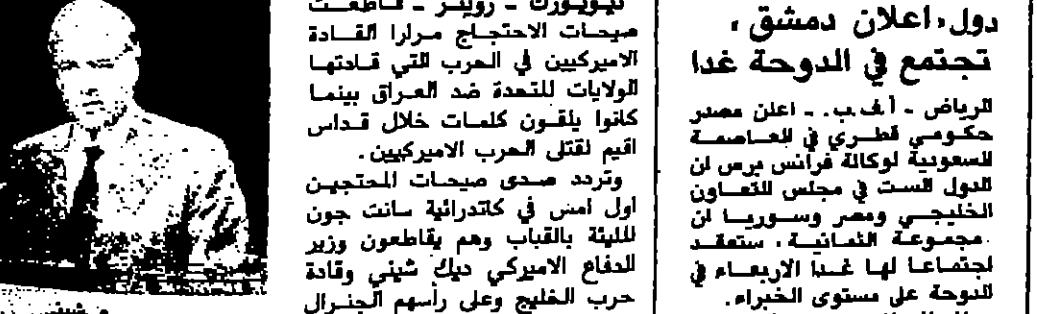 دول، اعلان دمشق،
تجتمع في الدوحة غدا
الرياض - أ.ف.ب. - اعلن مصدر
حكومي قطري في العاصمة
السعودية لوكالة فرانس برس ان
الدول الست في مجلس التعاون
الخليجي ومصر وسوريا ان
مجموعة الثمانية، ستعقد
اجتماعا لها غدا الاربعاء في
الدوحة على مستوى الخبراء.
نيويورك - رويتر - قاطعت
صيحات الاحتجاج مرارا القادة
الاميركيين في الحرب التي قادتها
الولايات المتحدة ضد العراق بينما
كانوا يلقون كلمات خلال قداس
اقيم لقتلى الحرب الاميركيين.
وتردد صدى صيحات المحتجين
اول امس في كاتدرائية سانت جون
المليئة بالقباب وهم يقاطعون وزير
الدفاع الاميركي ديك شيني وقادة
حرب الخليج وعلى رأسهم الجنرال
شيني